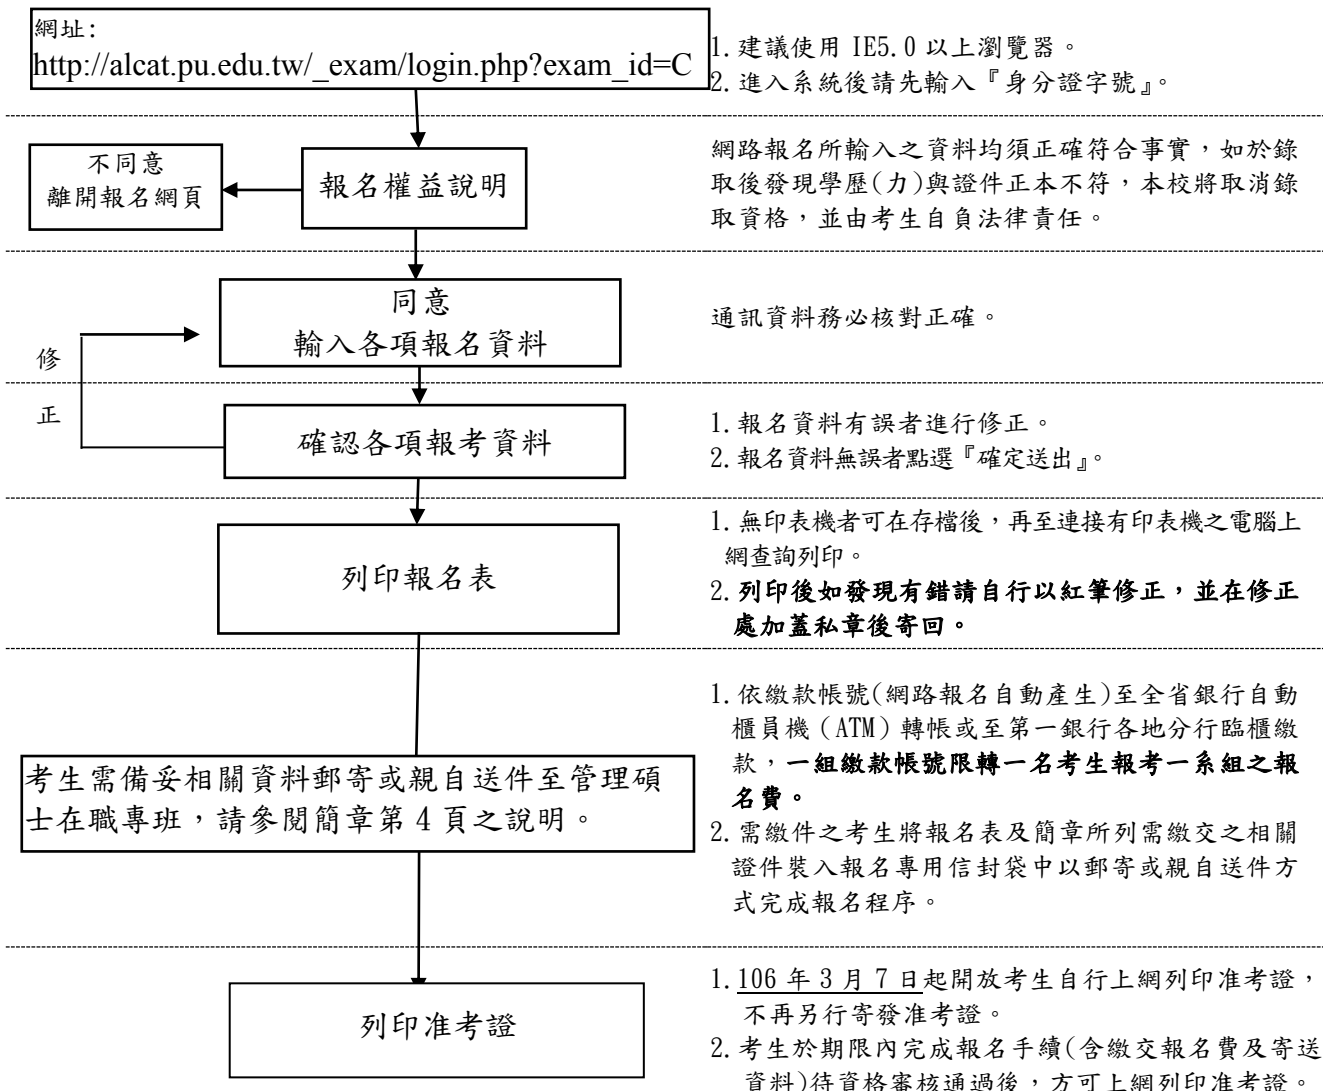 網址:
http://alcat.pu.edu.tw/_exam/login.php?exam_id=C
1.建議使用 IE5.0 以上瀏覽器。
2.進入系統後請先輸入『身分證字號』。
不同意
離開報名網頁
報名權益說明
網路報名所輸入之資料均須正確符合事實，如於錄
取後發現學歷(力)與證件正本不符，本校將取消錄
取資格，並由考生自負法律責任。
同意
輸入各項報名資料
通訊資料務必核對正確。
修
正
確認各項報考資料
1.報名資料有誤者進行修正。
2.報名資料無誤者點選『確定送出』。
列印報名表
1.無印表機者可在存檔後，再至連接有印表機之電腦上
網查詢列印。
2.列印後如發現有錯請自行以紅筆修正，並在修正
處加蓋私章後寄回。
考生需備妥相關資料郵寄或親自送件至管理碩
士在職專班，請參閱簡章第 4 頁之說明。
1.依繳款帳號(網路報名自動產生)至全省銀行自動
櫃員機（ATM）轉帳或至第一銀行各地分行臨櫃繳
款，一組繳款帳號限轉一名考生報考一系組之報
名費。
2.需繳件之考生將報名表及簡章所列需繳交之相關
證件裝入報名專用信封袋中以郵寄或親自送件方
式完成報名程序。
列印准考證
1.106 年 3 月 7 日起開放考生自行上網列印准考證，
不再另行寄發准考證。
2.考生於期限內完成報名手續(含繳交報名費及寄送
資料)待資格審核通過後，方可上網列印准考證。